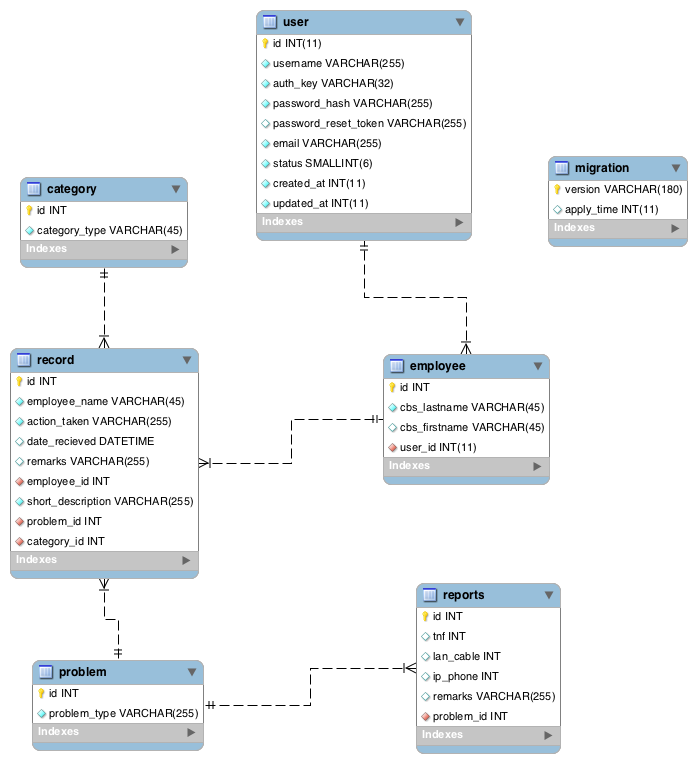 user
id INT(11)
username VARCHAR(255)
auth_key VARCHAR(32)
password_hash VARCHAR(255)
password_reset_token VARCHAR(255)
email VARCHAR(255)
status SMALLINT(6)
created_at INT(11)
updated_at INT(11)
Indexes
migration
version VARCHAR(180)
apply_time INT(11)
Indexes
category
id INT
category_type VARCHAR(45)
Indexes
record
id INT
employee_name VARCHAR(45)
action_taken VARCHAR(255)
date_recieved DATETIME
remarks VARCHAR(255)
employee_id INT
short_description VARCHAR(255)
problem_id INT
category_id INT
Indexes
employee
id INT
cbs_lastname VARCHAR(45)
cbs_firstname VARCHAR(45)
user_id INT(11)
Indexes
reports
id INT
tnf INT
lan_cable INT
ip_phone INT
remarks VARCHAR(255)
problem_id INT
Indexes
problem
id INT
problem_type VARCHAR(255)
Indexes